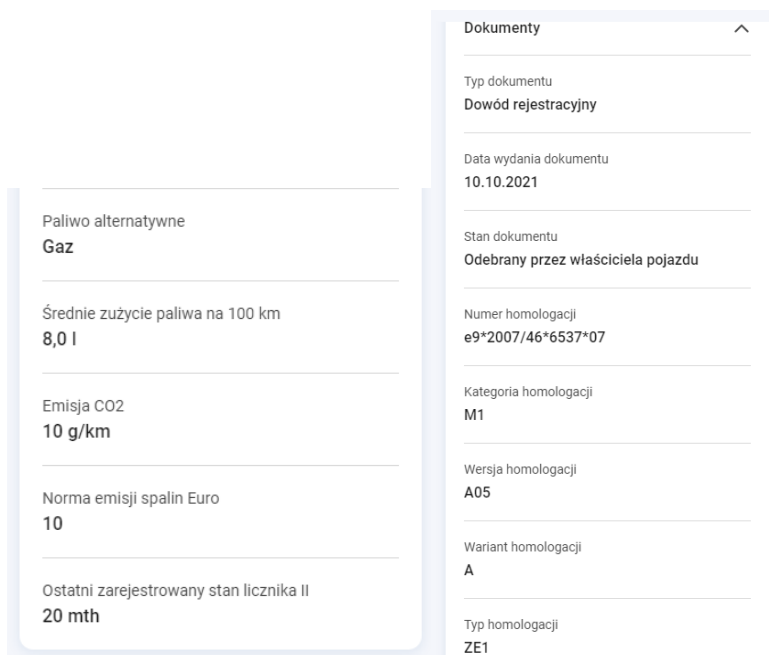 Paliwo alternatywne
Gaz
Średnie zużycie paliwa na 100 km
8,0 l
Emisja CO2
10 g/km
Norma emisji spalin Euro
10
Ostatni zarejestrowany stan licznika II
20 mth
Dokumenty
Typ dokumentu
Dowód rejestracyjny
Data wydania dokumentu
10.10.2021
Stan dokumentu
Odebrany przez właściciela pojazdu
Numer homologacji
e9*2007/46*6537*07
Kategoria homologacji
M1
Wersja homologacji
A05
Wariant homologacji
A
Typ homologacji
ZE1